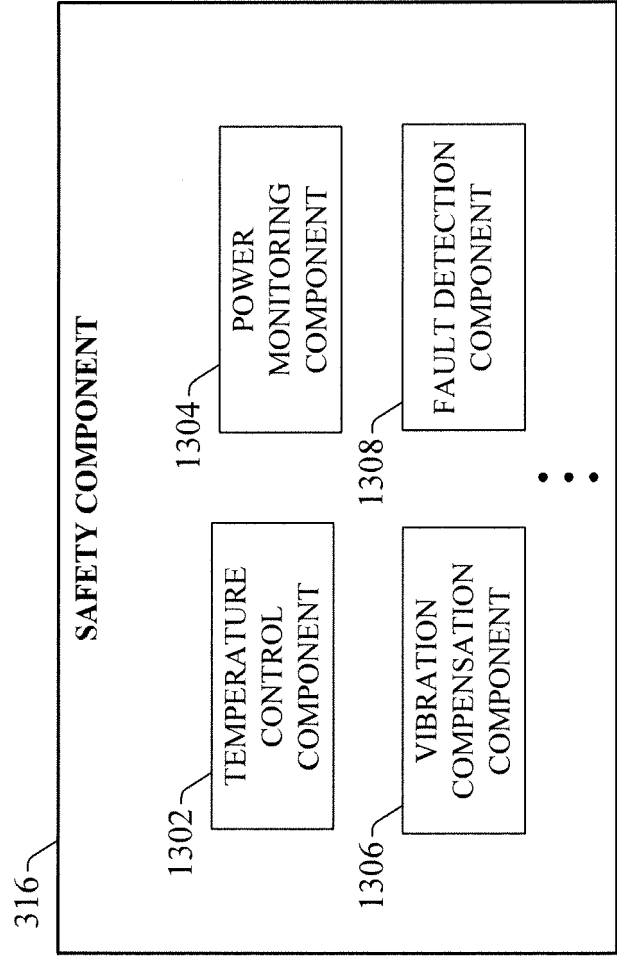 316
SAFETY COMPONENT
1302
TEMPERATURE
CONTROL
COMPONENT
1304
POWER
MONITORING
COMPONENT
1306
VIBRATION
COMPENSATION
COMPONENT
1308
FAULT DETECTION
COMPONENT